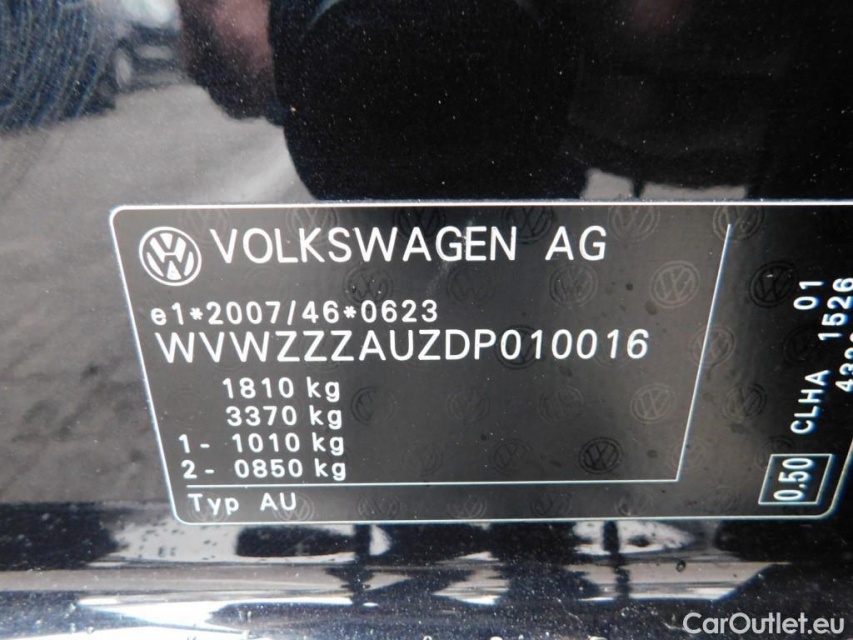 VOLKSWAGEN AG
e1*2007/46*0623
WVWZZZAUZDP010016
1810 kg
3370 kg
1- 1010 kg
2- 0850 kg
Typ AU
01
CLHA 1526
0.50
CarOutlet.eu